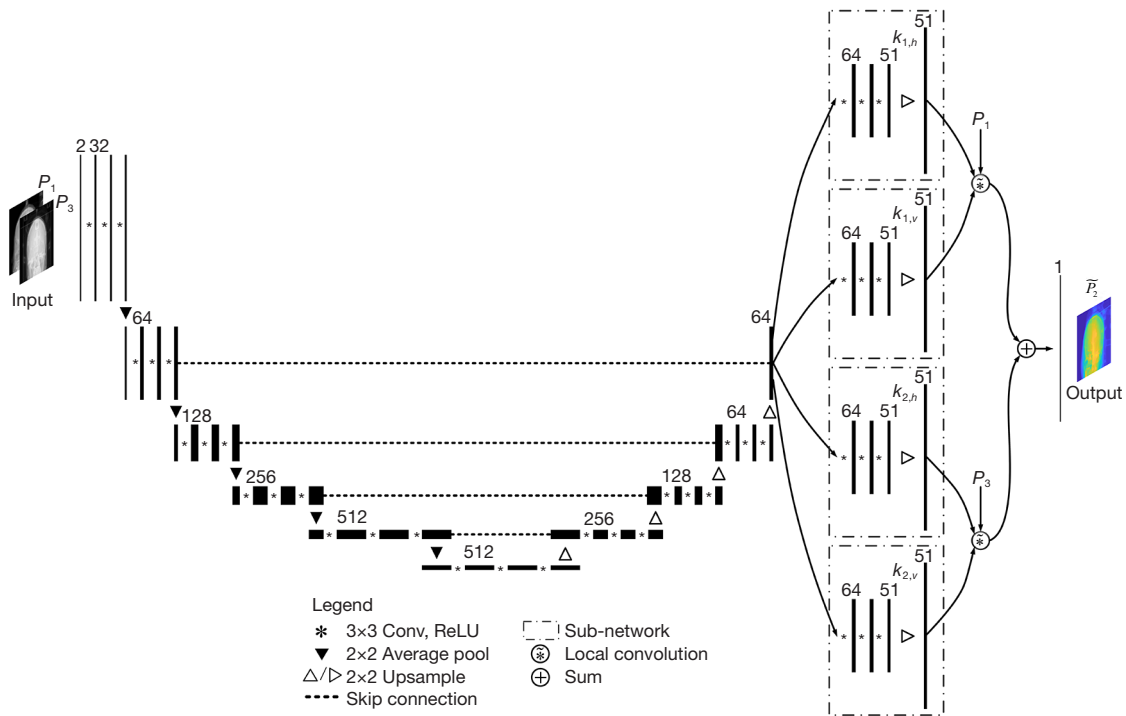 2 32
P1
P3
Input
64
128
256
512
512
256
128
64
64
51
k1,h
64 51
P1
51
k1,v
64 51
51
k2,h
64 51
P3
51
k2,v
64 51
1
P̃2
Output
Legend
* 3×3 Conv, ReLU
▼ 2×2 Average pool
△/▷ 2×2 Upsample
Skip connection
Sub-network
Local convolution
Sum